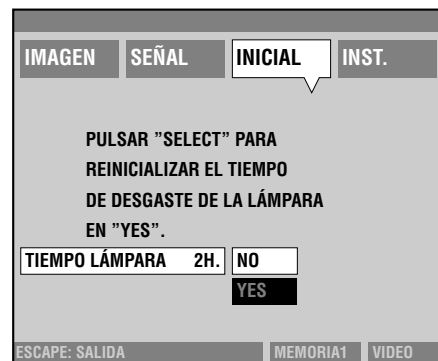 IMAGEN SEÑAL INICIAL INST.
PULSAR ”SELECT” PARA
REINICIALIZAR EL TIEMPO
DE DESGASTE DE LA LÁMPARA
EN ”YES”.
TIEMPO LÁMPARA 2H. NO
YES
ESCAPE: SALIDA MEMORIA1 VIDEO